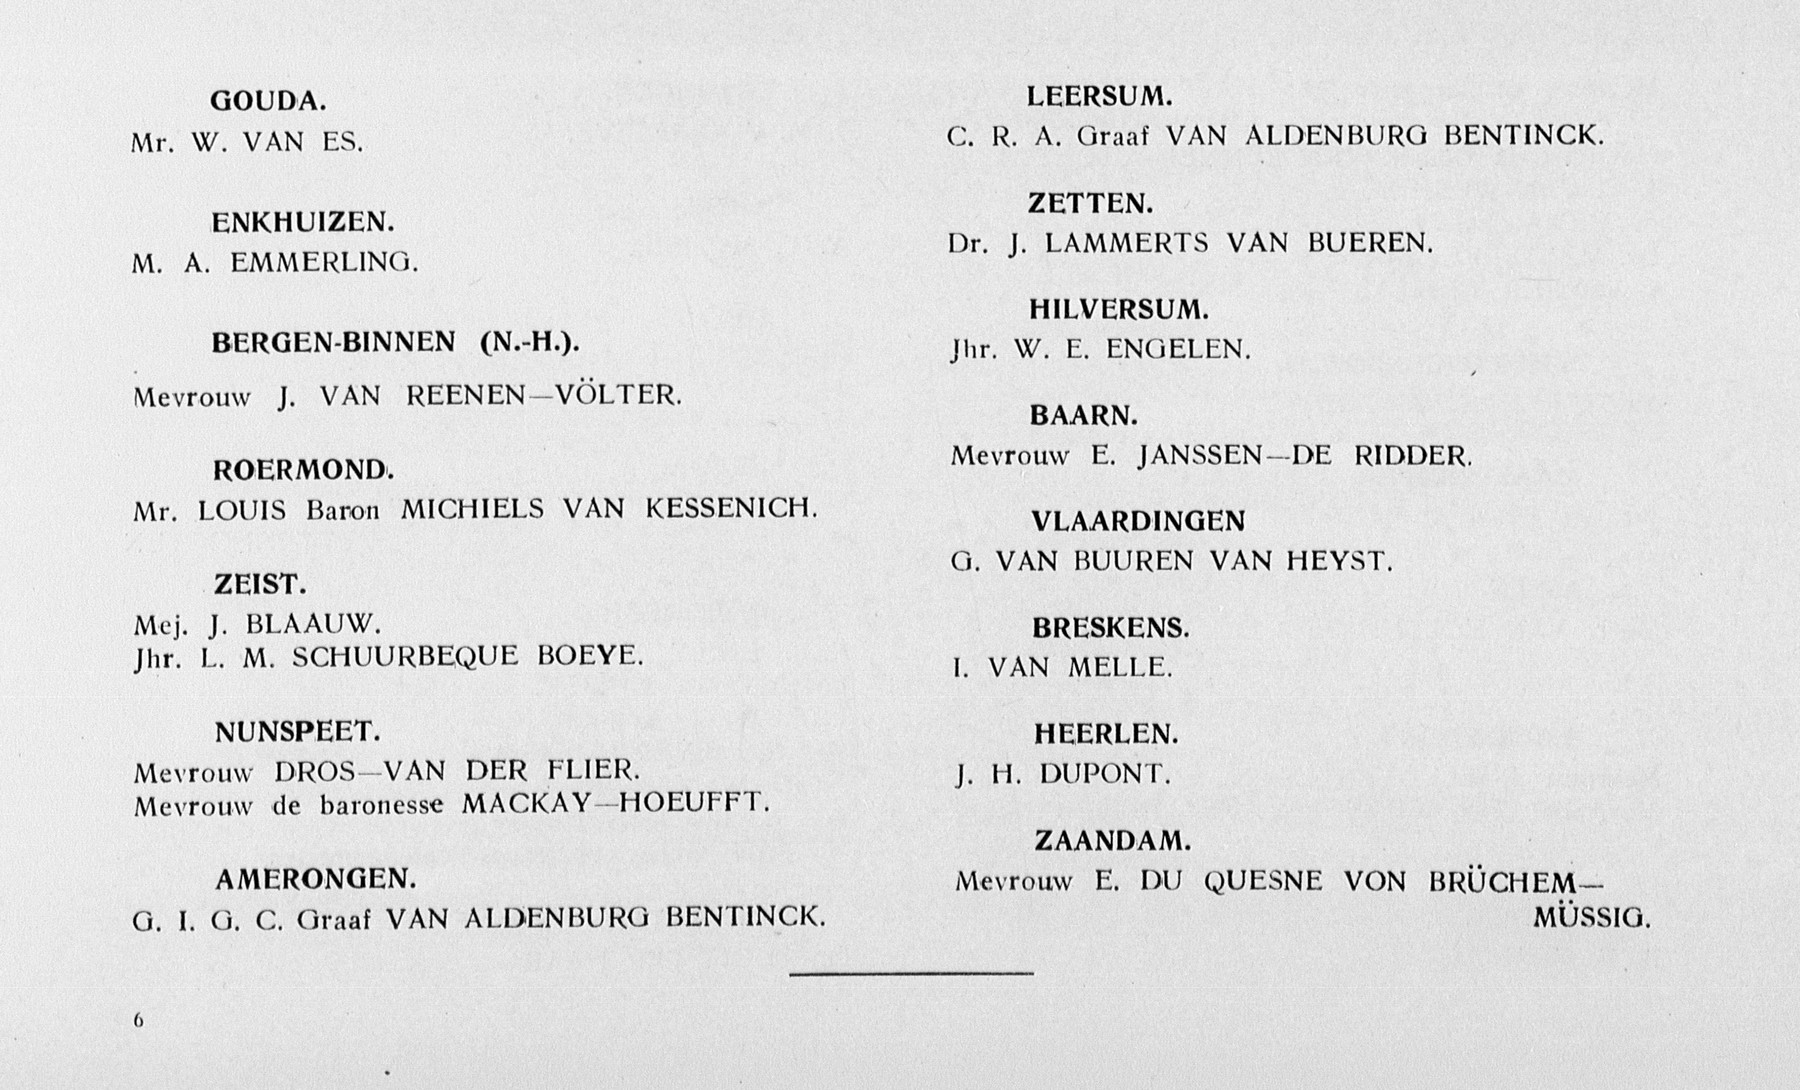 GOUDA.
Mr. W. VAN ES.
ENKHUIZEN.
M. A. EMMERLING.
BERGEN-BINNEN (N.-H.).
Mevrouw J. VAN REENEN—VÖLTER.
ROERMOND.
Mr. LOUIS Baron MICHIELS VAN KESSENICH.
ZEIST.
Mej. J. BLAAUW.
Jhr. L. M. SCHUURBEQUE BOEYE.
NUNSPEET.
Mevrouw DROS—VAN DER FLIER.
Mevrouw de baronesse MACKAY—HOEUFFT.
AMERONGEN.
G. I. G. C. Graaf VAN ALDENBURG BENTINCK.
LEERSUM.
C. R. A. Graaf VAN ALDENBURG BENTINCK.
ZETTEN.
Dr. J. LAMMERTS VAN BUEREN.
HILVERSUM.
Jhr. W. E. ENGELEN.
BAARN.
Mevrouw E. JANSSEN—DE RIDDER.
VLAARDINGEN
G. VAN BUUREN VAN HEYST.
BRESKENS.
I. VAN MELLE.
HEERLEN.
J. H. DUPONT.
ZAANDAM.
Mevrouw E. DU QUESNE VON BRÜCHEM—
MÜSSIG.
6